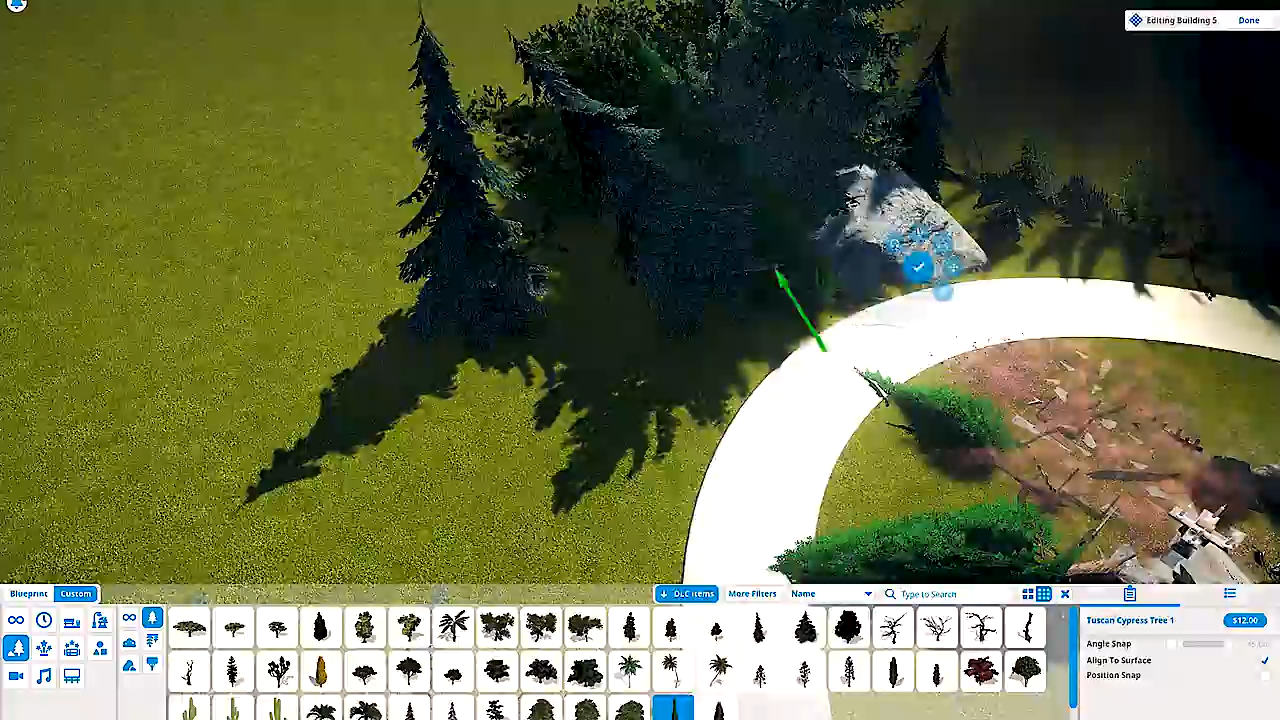 Editing Building 5 Done
Blueprint Custom
DLC Items More Filters Name Type to Search
Tuscan Cypress Tree 1 $12.00
Angle Snap
Align To Surface
Position Snap